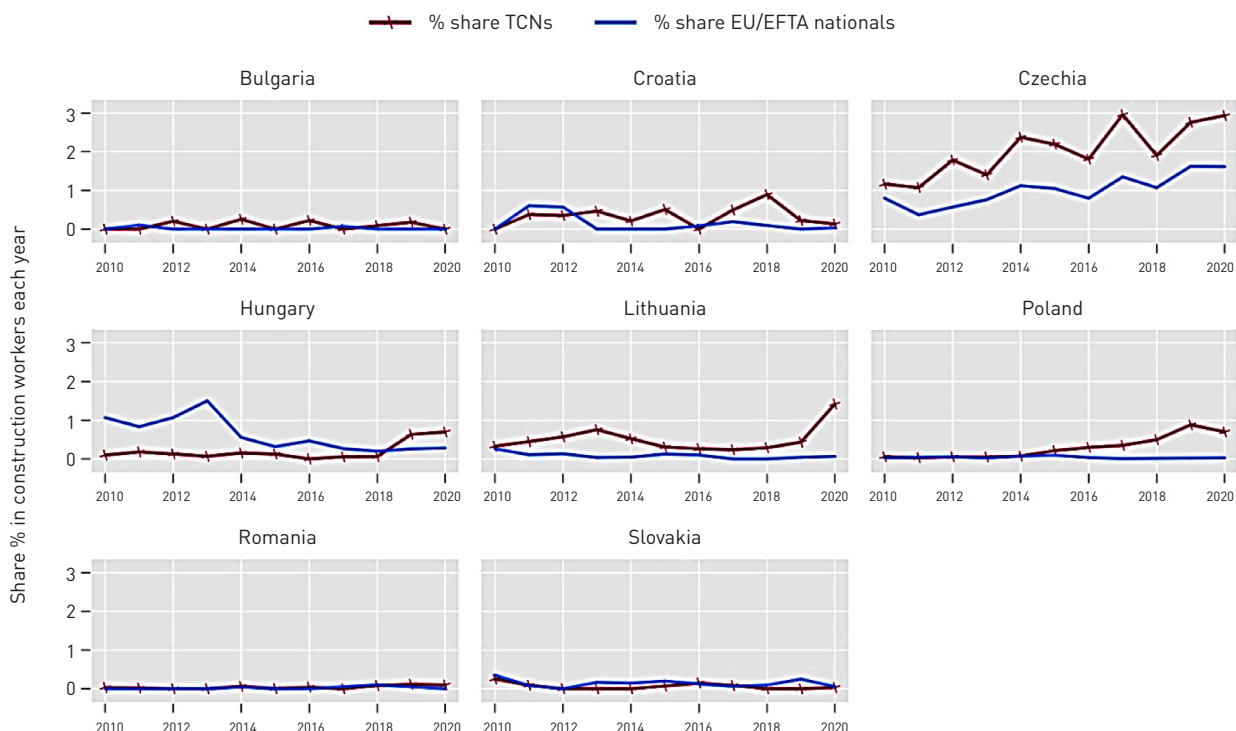 % share TCNs % share EU/EFTA nationals
Share % in construction workers each year
Bulgaria Croatia Czechia
3
2
1
0
2010 2012 2014 2016 2018 2020 2010 2012 2014 2016 2018 2020 2010 2012 2014 2016 2018 2020
Hungary Lithuania Poland
3
2
1
0
2010 2012 2014 2016 2018 2020 2010 2012 2014 2016 2018 2020 2010 2012 2014 2016 2018 2020
Romania Slovakia
3
2
1
0
2010 2012 2014 2016 2018 2020 2010 2012 2014 2016 2018 2020